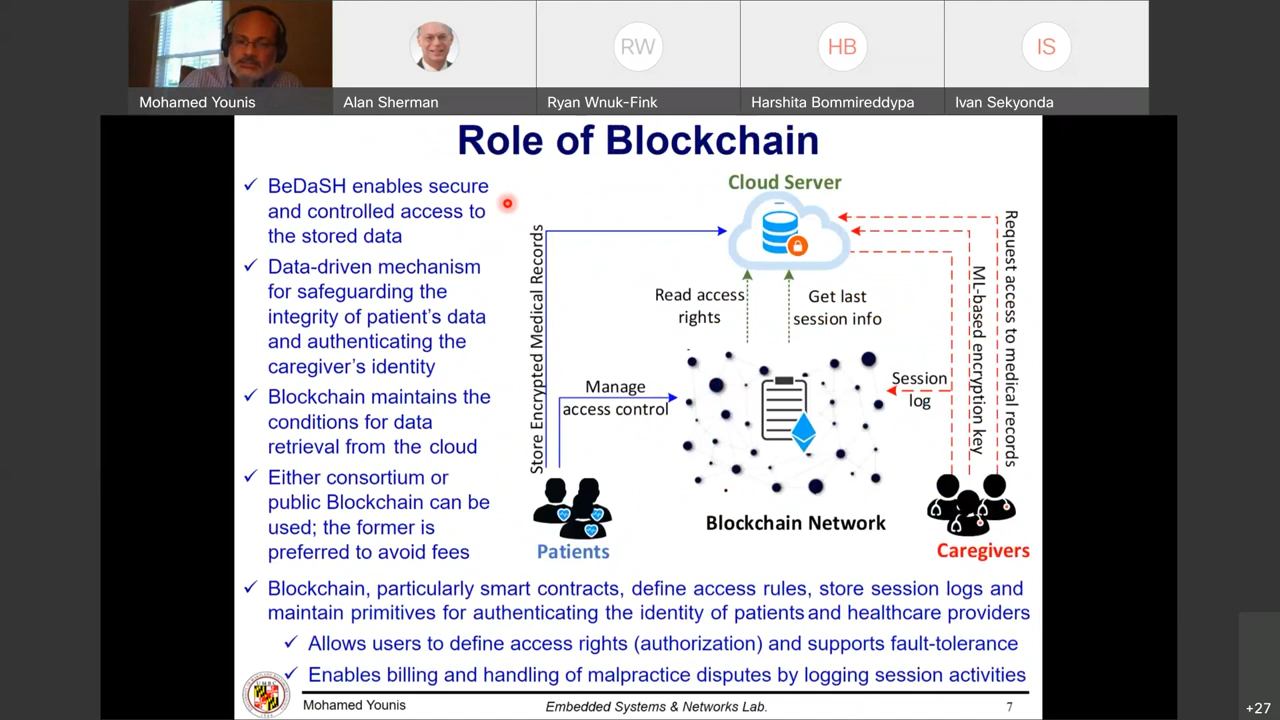 RW
HB
IS
Mohamed Younis
Alan Sherman
Ryan Wnuk-Fink
Harshita Bommireddypa
Ivan Sekyonda
Role of Blockchain
✓ BeDaSH enables secure
and controlled access to
the stored data
✓ Data-driven mechanism
for safeguarding the
integrity of patient's data
and authenticating the
caregiver's identity
✓ Blockchain maintains the
conditions for data
retrieval from the cloud
✓ Either consortium or
public Blockchain can be
used; the former is
preferred to avoid fees
Cloud Server
Store Encrypted Medical Records
Read access
rights
Get last
session info
Manage
access control
Session
log
ML-based encryption key
Request access to medical records
Blockchain Network
Patients
Caregivers
✓ Blockchain, particularly smart contracts, define access rules, store session logs and
maintain primitives for authenticating the identity of patients and healthcare providers
✓ Allows users to define access rights (authorization) and supports fault-tolerance
✓ Enables billing and handling of malpractice disputes by logging session activities
Mohamed Younis
Embedded Systems & Networks Lab.
7
+27